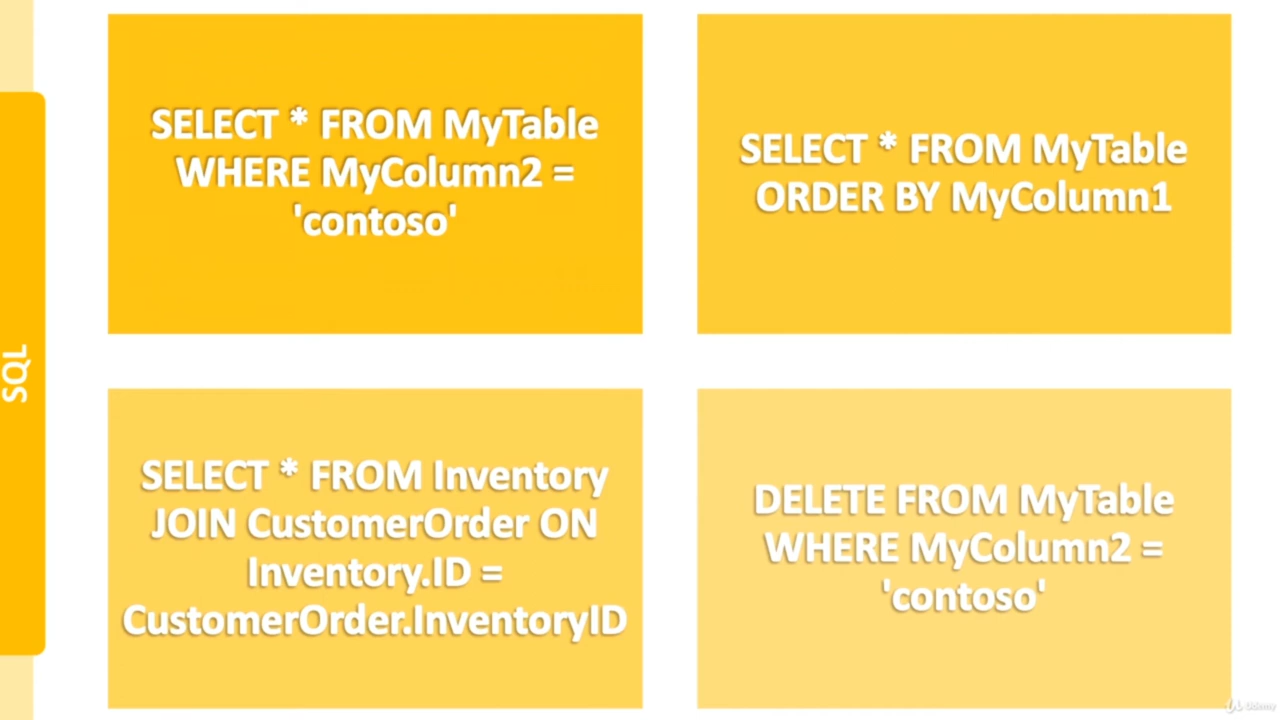 SQL
SELECT * FROM MyTable
WHERE MyColumn2 =
'contoso'
SELECT * FROM MyTable
ORDER BY MyColumn1
SELECT * FROM Inventory
JOIN CustomerOrder ON
Inventory.ID =
CustomerOrder.InventoryID
DELETE FROM MyTable
WHERE MyColumn2 =
'contoso'
Udemy